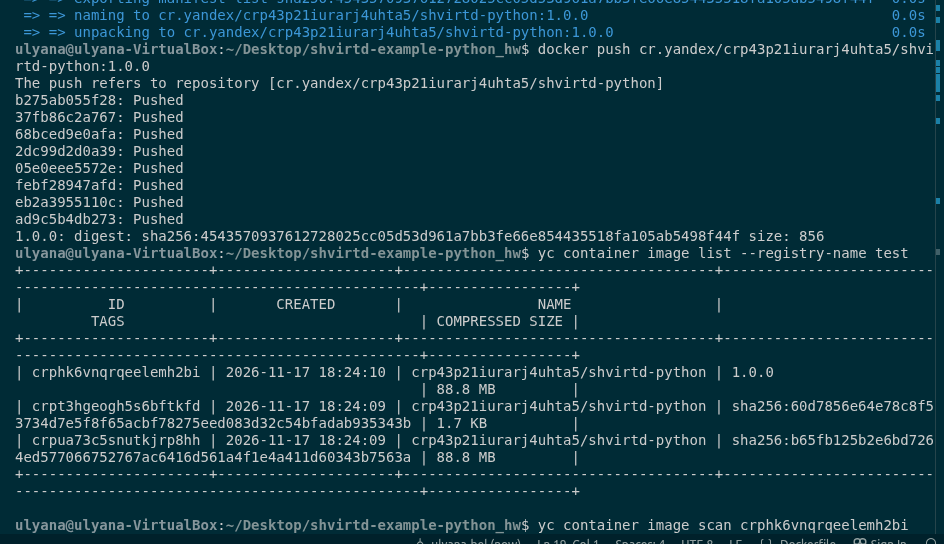 => => naming to cr.yandex/crp43p21iurarj4uhta5/shvirtd-python:1.0.0 0.0s
=> => unpacking to cr.yandex/crp43p21iurarj4uhta5/shvirtd-python:1.0.0 0.0s
ulyana@ulyana-VirtualBox:~/Desktop/shvirtd-example-python_hw$ docker push cr.yandex/crp43p21iurarj4uhta5/shvi
rtd-python:1.0.0
The push refers to repository [cr.yandex/crp43p21iurarj4uhta5/shvirtd-python]
b275ab055f28: Pushed
37fb86c2a767: Pushed
68bced9e0afa: Pushed
2dc99d2d0a39: Pushed
05e0eee5572e: Pushed
febf28947afd: Pushed
eb2a3955110c: Pushed
ad9c5b4db273: Pushed
1.0.0: digest: sha256:4543570937612728025cc05d53d961a7bb3fe66e854435518fa105ab5498f44f size: 856
ulyana@ulyana-VirtualBox:~/Desktop/shvirtd-example-python_hw$ yc container image list --registry-name test
+----------------------+---------------------+-------------------------------------+-------------------------
------------------------------------------------+-----------------+
| ID | CREATED | NAME |
TAGS | COMPRESSED SIZE |
+----------------------+---------------------+-------------------------------------+-------------------------
------------------------------------------------+-----------------+
| crphk6vnqrqeelemh2bi | 2026-11-17 18:24:10 | crp43p21iurarj4uhta5/shvirtd-python | 1.0.0
| 88.8 MB |
| crpt3hgeogh5s6bftkfd | 2026-11-17 18:24:09 | crp43p21iurarj4uhta5/shvirtd-python | sha256:60d7856e64e78c8f5
3734d7e5f8f65acbf78275eed083d32c54bfadab935343b | 1.7 KB |
| crpua73c5snutkjrp8hh | 2026-11-17 18:24:09 | crp43p21iurarj4uhta5/shvirtd-python | sha256:b65fb125b2e6bd726
4ed577066752767ac6416d561a4f1e4a411d60343b7563a | 88.8 MB |
+----------------------+---------------------+-------------------------------------+-------------------------
------------------------------------------------+-----------------+
ulyana@ulyana-VirtualBox:~/Desktop/shvirtd-example-python_hw$ yc container image scan crphk6vnqrqeelemh2bi